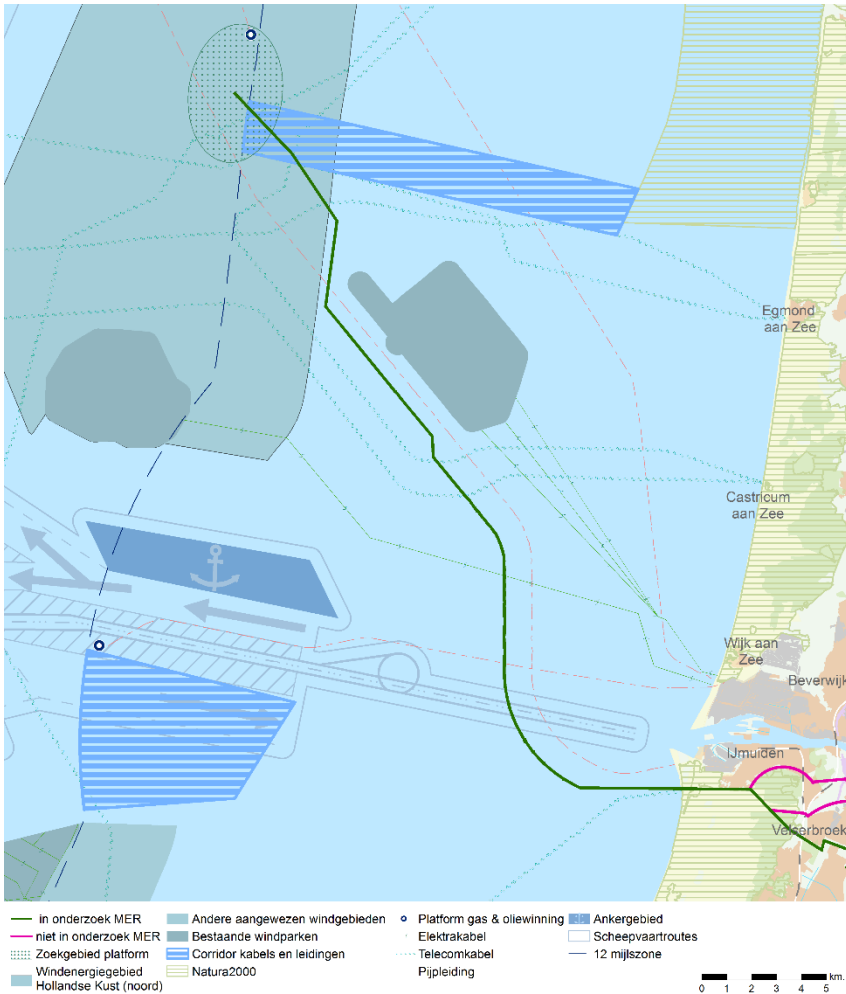 Egmond
aan Zee
Castricum
aan Zee
Wijk aan
Zee
Beverwijk
IJmuiden
Velserbroek
in onderzoek MER
niet in onderzoek MER
Zoekgebied platform
Windenergiegebied
Hollandse Kust (noord)
Andere aangewezen windgebieden
Bestaande windparken
Corridor kabels en leidingen
Natura2000
Platform gas & oliewinning
Elektrakabel
Telecomkabel
Pijpleiding
Ankergebied
Scheepvaartroutes
12 mijlszone
km.
0 1 2 3 4 5